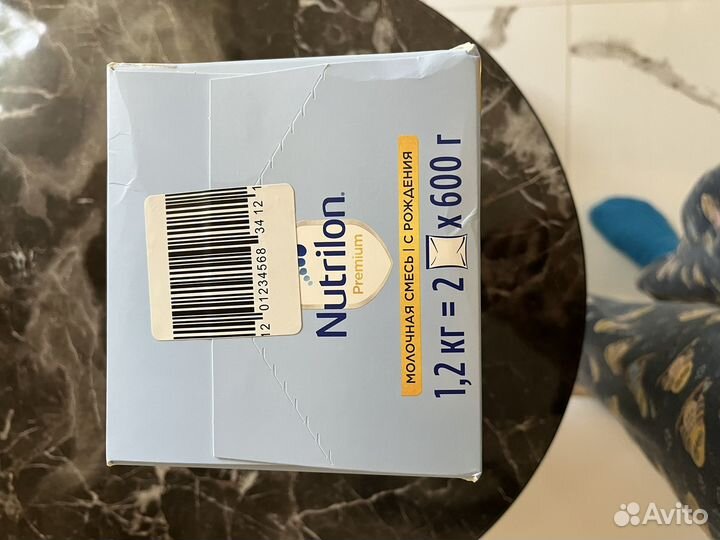 12 01234568 34 12 1
Nutrilon®
Premium
МОЛОЧНАЯ СМЕСЬ | С РОЖДЕНИЯ
1,2 КГ = 2 х 600 г
Avito